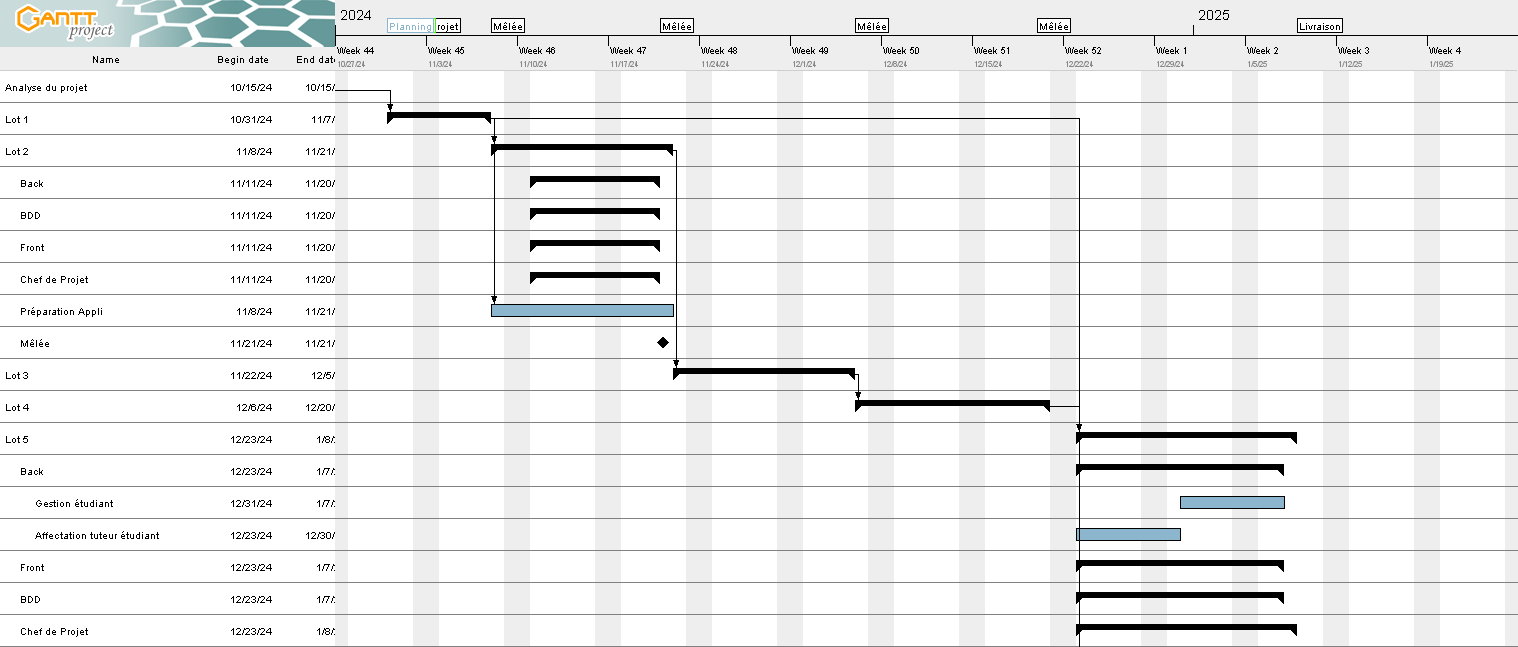 GANTT project
2024
2025
Planning
rojet
Mêlée
Mêlée
Mêlée
Mêlée
Livraison
Week 44 Week 45 Week 46 Week 47 Week 48 Week 49 Week 50 Week 51 Week 52 Week 1 Week 2 Week 3 Week 4
Name Begin date End date
10/27/24 11/3/24 11/10/24 11/17/24 11/24/24 12/1/24 12/8/24 12/15/24 12/22/24 12/29/24 1/5/25 1/12/25 1/19/25
Analyse du projet 10/15/24 10/15/
Lot 1 10/31/24 11/7/
Lot 2 11/8/24 11/21/
Back 11/11/24 11/20/
BDD 11/11/24 11/20/
Front 11/11/24 11/20/
Chef de Projet 11/11/24 11/20/
Préparation Appli 11/8/24 11/21/
Mêlée 11/21/24 11/21/
Lot 3 11/22/24 12/5/
Lot 4 12/6/24 12/20/
Lot 5 12/23/24 1/8/
Back 12/23/24 1/7/
Gestion étudiant 12/31/24 1/7/
Affectation tuteur étudiant 12/23/24 12/30/
Front 12/23/24 1/7/
BDD 12/23/24 1/7/
Chef de Projet 12/23/24 1/8/